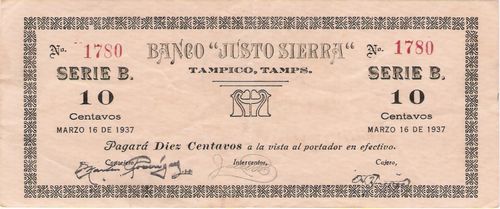 No. 1780 BANCO "JUSTO SIERRA" No. 1780
SERIE B. TAMPICO, TAMPS. SERIE B.
10 10
Centavos Centavos
MARZO 16 DE 1937 MARZO 16 DE 1937
Pagará Diez Centavos a la vista al portador en efectivo.
Consejero, Interventor, Cajero,